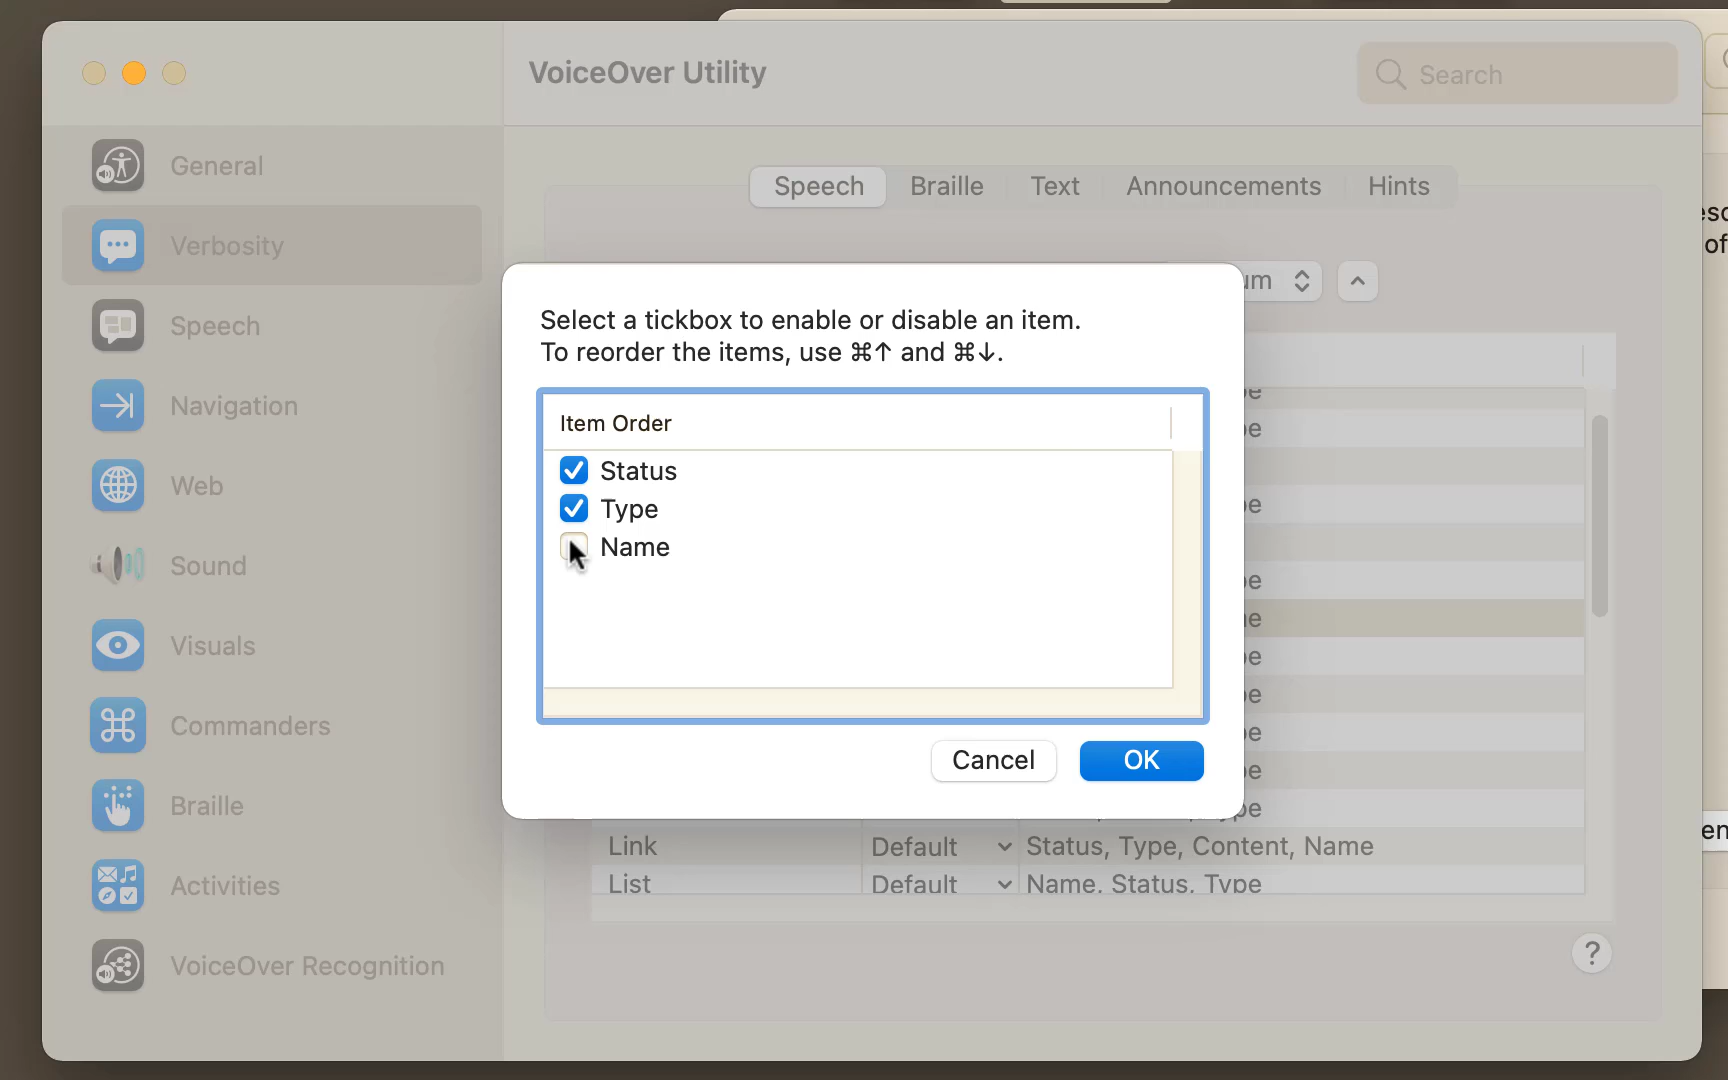 VoiceOver Utility
Search
General
Verbosity
Speech
Navigation
Web
Sound
Visuals
Commanders
Braille
Activities
VoiceOver Recognition
Speech Braille Text Announcements Hints
Select a tickbox to enable or disable an item.
To reorder the items, use ⌘↑ and ⌘↓.
Item Order
Status
Type
Name
Cancel OK
Link Default Status, Type, Content, Name
List Default Name, Status, Type
?